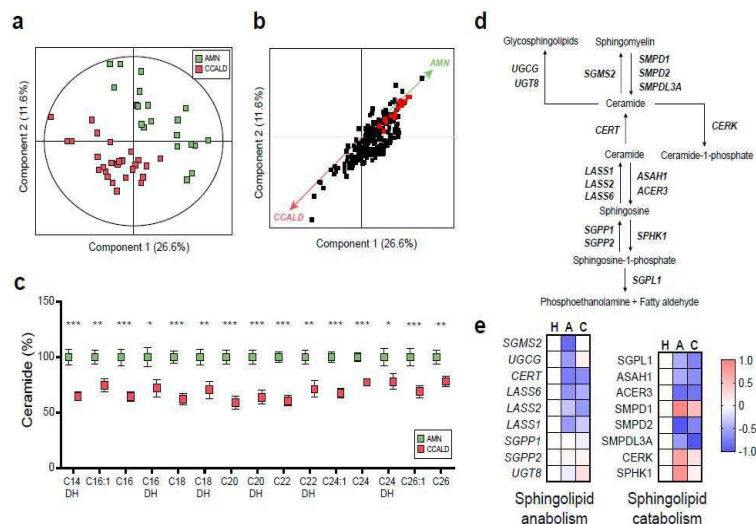 a
AMN
CCALD
Component 2 (11.6%)
Component 1 (26.6%)
b
AMN
CCALD
Component 2 (11.6%)
Component 1 (26.6%)
c
150
100
50
0
Ceramide (%)
*** ** *** * *** ** *** ** *** ** *** *** * *** **
AMN
CCALD
C14 DH
C16:1
C16
C16 DH
C18
C18 DH
C20
C20 DH
C22
C22 DH
C24:1
C24
C24 DH
C26:1
C26
d
Glycosphingolipids
Sphingomyelin
UGCG
UGT8
SGMS2
SMPD1
SMPD2
SMPDL3A
Ceramide
CERT
CERK
Ceramide
Ceramide-1-phosphate
LASS1
LASS2
LASS6
ASAH1
ACER3
Sphingosine
SGPP1
SGPP2
SPHK1
Sphingosine-1-phosphate
SGPL1
Phosphoethanolamine + Fatty aldehyde
e
H A C
SGMS2
UGCG
CERT
LASS6
LASS2
LASS1
SGPP1
SGPP2
UGT8
Sphingolipid
anabolism
H A C
SGPL1
ASAH1
ACER3
SMPD1
SMPD2
SMPDL3A
CERK
SPHK1
Sphingolipid
catabolism
1.0
0.5
0
-0.5
-1.0